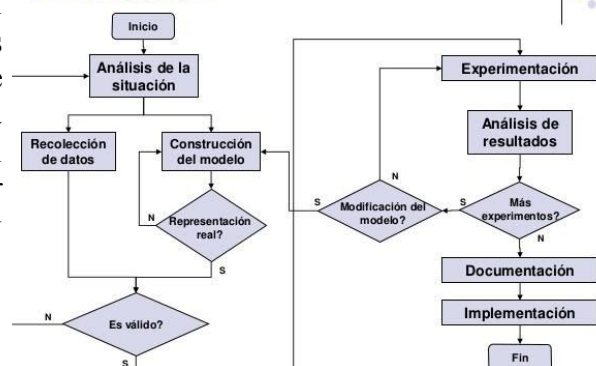 Inicio
Análisis de la
situación
Recolección
de datos
Construcción
del modelo
N
Representación
real?
S
N
Es válido?
S
Experimentación
Análisis de
resultados
N
S
Modificación del
modelo?
S
Más
experimentos?
N
Documentación
Implementación
Fin